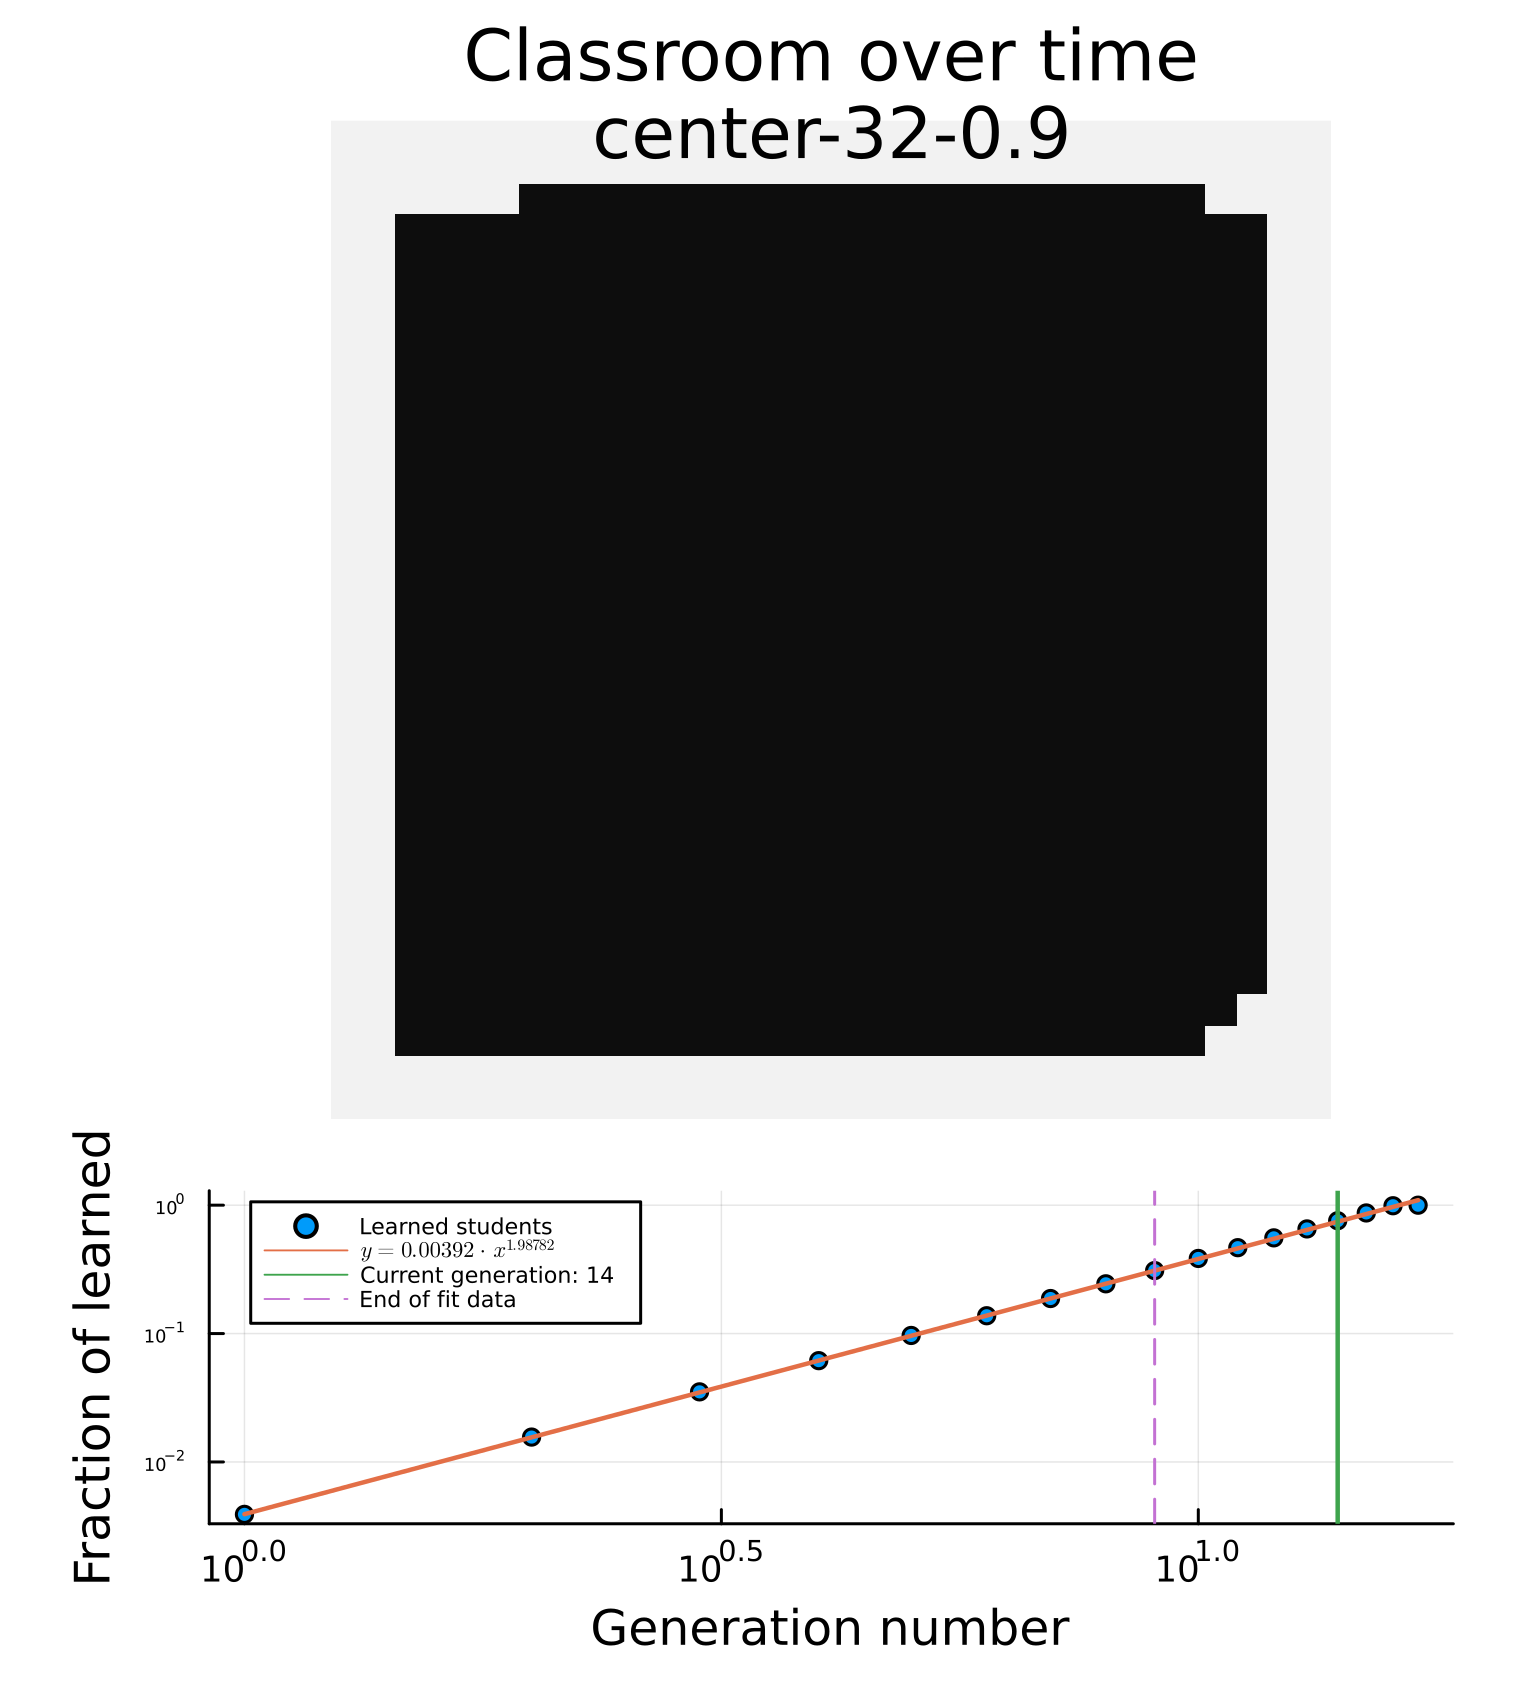 Classroom over time
center-32-0.9
Fraction of learned
10⁰
10⁻¹
10⁻²
Learned students
y = 0.00392 · x^1.98782
Current generation: 14
End of fit data
10^0.0 10^0.5 10^1.0
Generation number